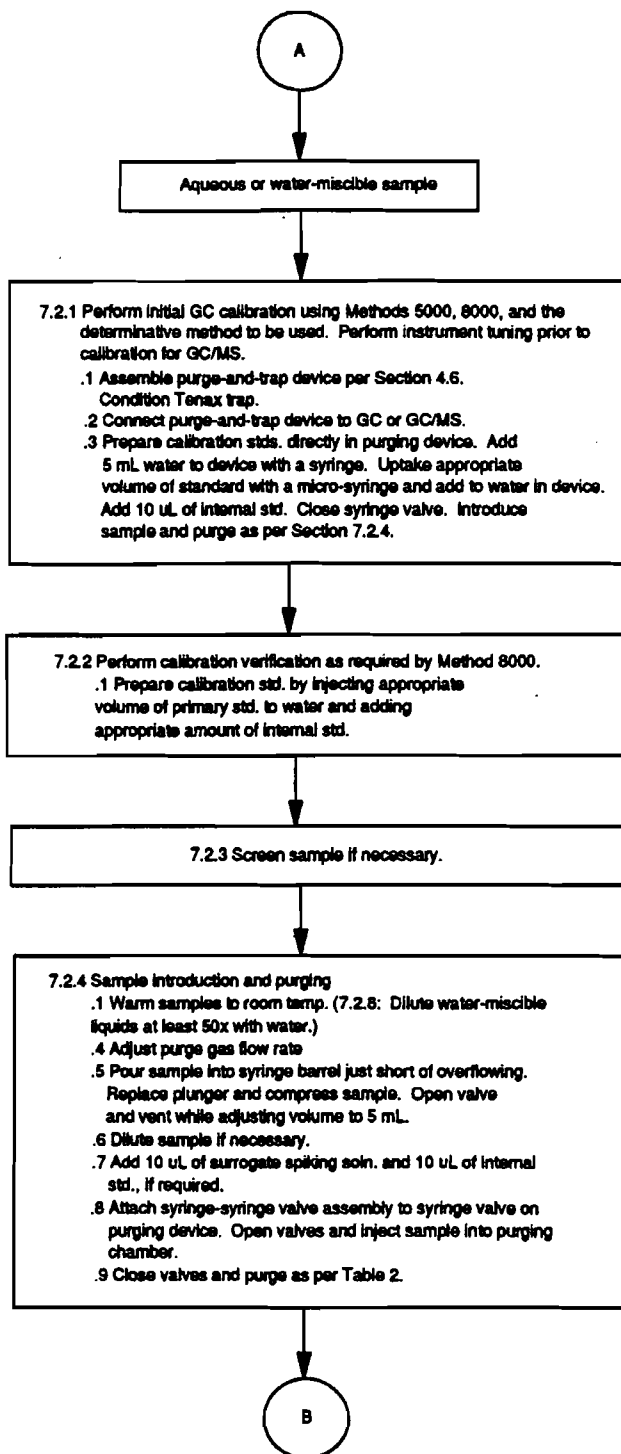 A
Aqueous or water-miscible sample
7.2.1 Perform initial GC calibration using Methods 5000, 8000, and the
determinative method to be used. Perform instrument tuning prior to
calibration for GC/MS.
.1 Assemble purge-and-trap device per Section 4.6.
Condition Tenax trap.
.2 Connect purge-and-trap device to GC or GC/MS.
.3 Prepare calibration stds. directly in purging device. Add
5 mL water to device with a syringe. Uptake appropriate
volume of standard with a micro-syringe and add to water in device.
Add 10 uL of internal std. Close syringe valve. Introduce
sample and purge as per Section 7.2.4.
7.2.2 Perform calibration verification as required by Method 8000.
.1 Prepare calibration std. by injecting appropriate
volume of primary std. to water and adding
appropriate amount of internal std.
7.2.3 Screen sample if necessary.
7.2.4 Sample introduction and purging
.1 Warm samples to room temp. (7.2.8: Dilute water-miscible
liquids at least 50x with water.)
.4 Adjust purge gas flow rate
.5 Pour sample into syringe barrel just short of overflowing.
Replace plunger and compress sample. Open valve
and vent while adjusting volume to 5 mL.
.6 Dilute sample if necessary.
.7 Add 10 uL of surrogate spiking soln. and 10 uL of internal
std., if required.
.8 Attach syringe-syringe valve assembly to syringe valve on
purging device. Open valves and inject sample into purging
chamber.
.9 Close valves and purge as per Table 2.
B